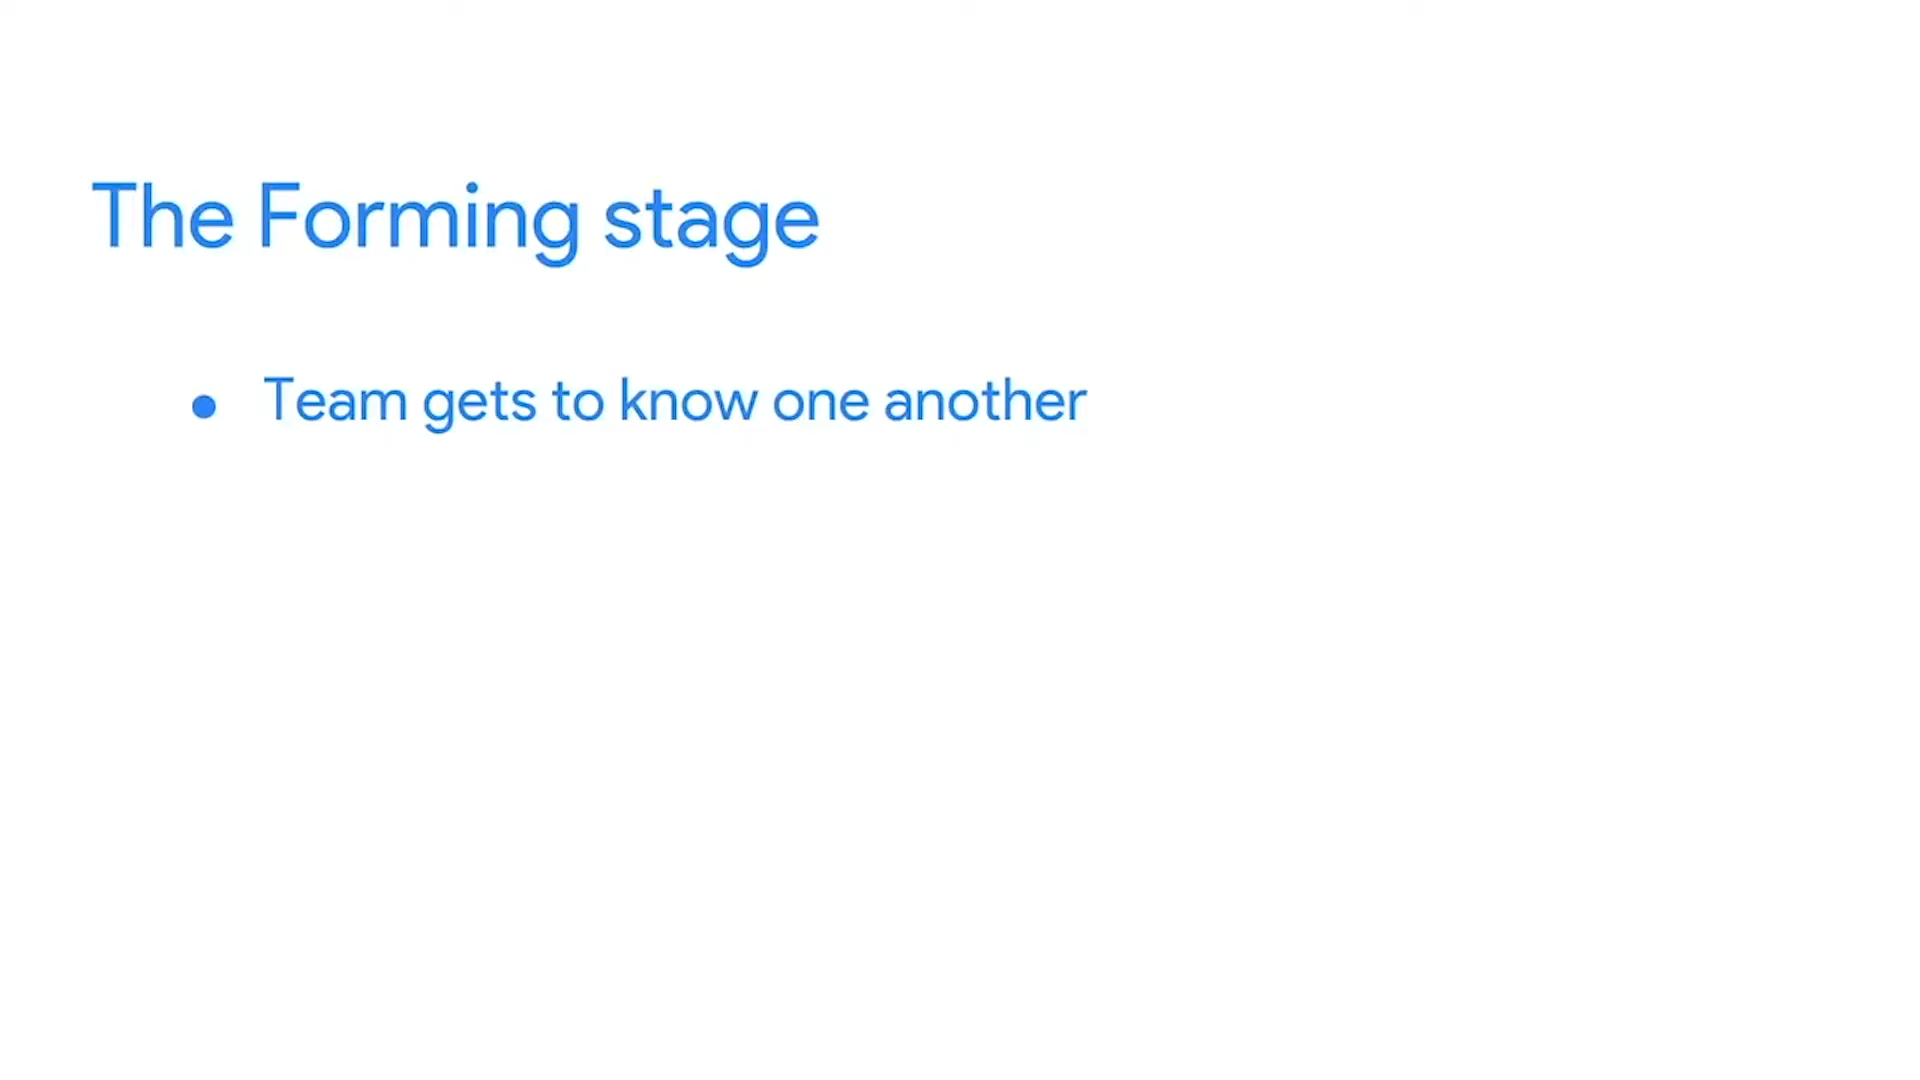 The Forming stage
● Team gets to know one another